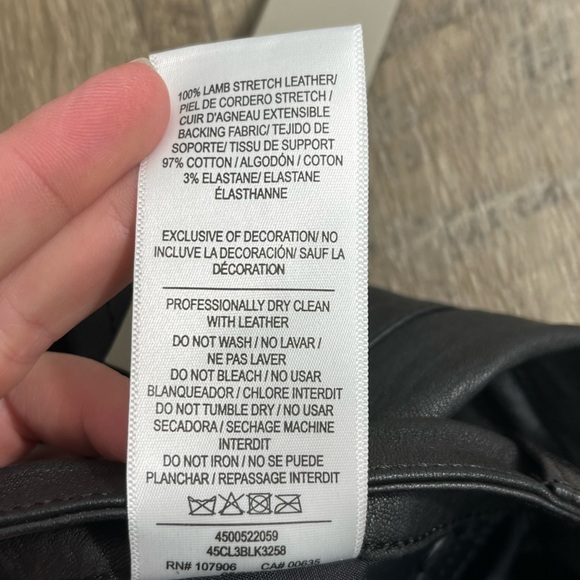 100% LAMB STRETCH LEATHER/
PIEL DE CORDERO STRETCH /
CUIR D'AGNEAU EXTENSIBLE
BACKING FABRIC/ TEJIDO DE
SOPORTE/ TISSU DE SUPPORT
97% COTTON / ALGODÓN / COTON
3% ELASTANE/ ELASTANE
ÉLASTHANNE
EXCLUSIVE OF DECORATION/ NO
INCLUVE LA DECORACIÓN/ SAUF LA
DÉCORATION
PROFESSIONALLY DRY CLEAN
WITH LEATHER
DO NOT WASH / NO LAVAR /
NE PAS LAVER
DO NOT BLEACH / NO USAR
BLANQUEADOR / CHLORE INTERDIT
DO NOT TUMBLE DRY / NO USAR
SECADORA / SECHAGE MACHINE
INTERDIT
DO NOT IRON / NO SE PUEDE
PLANCHAR / REPASSAGE INTERDIT
4500522059
45CL3BLK3258
RN# 107906 CA# 00635